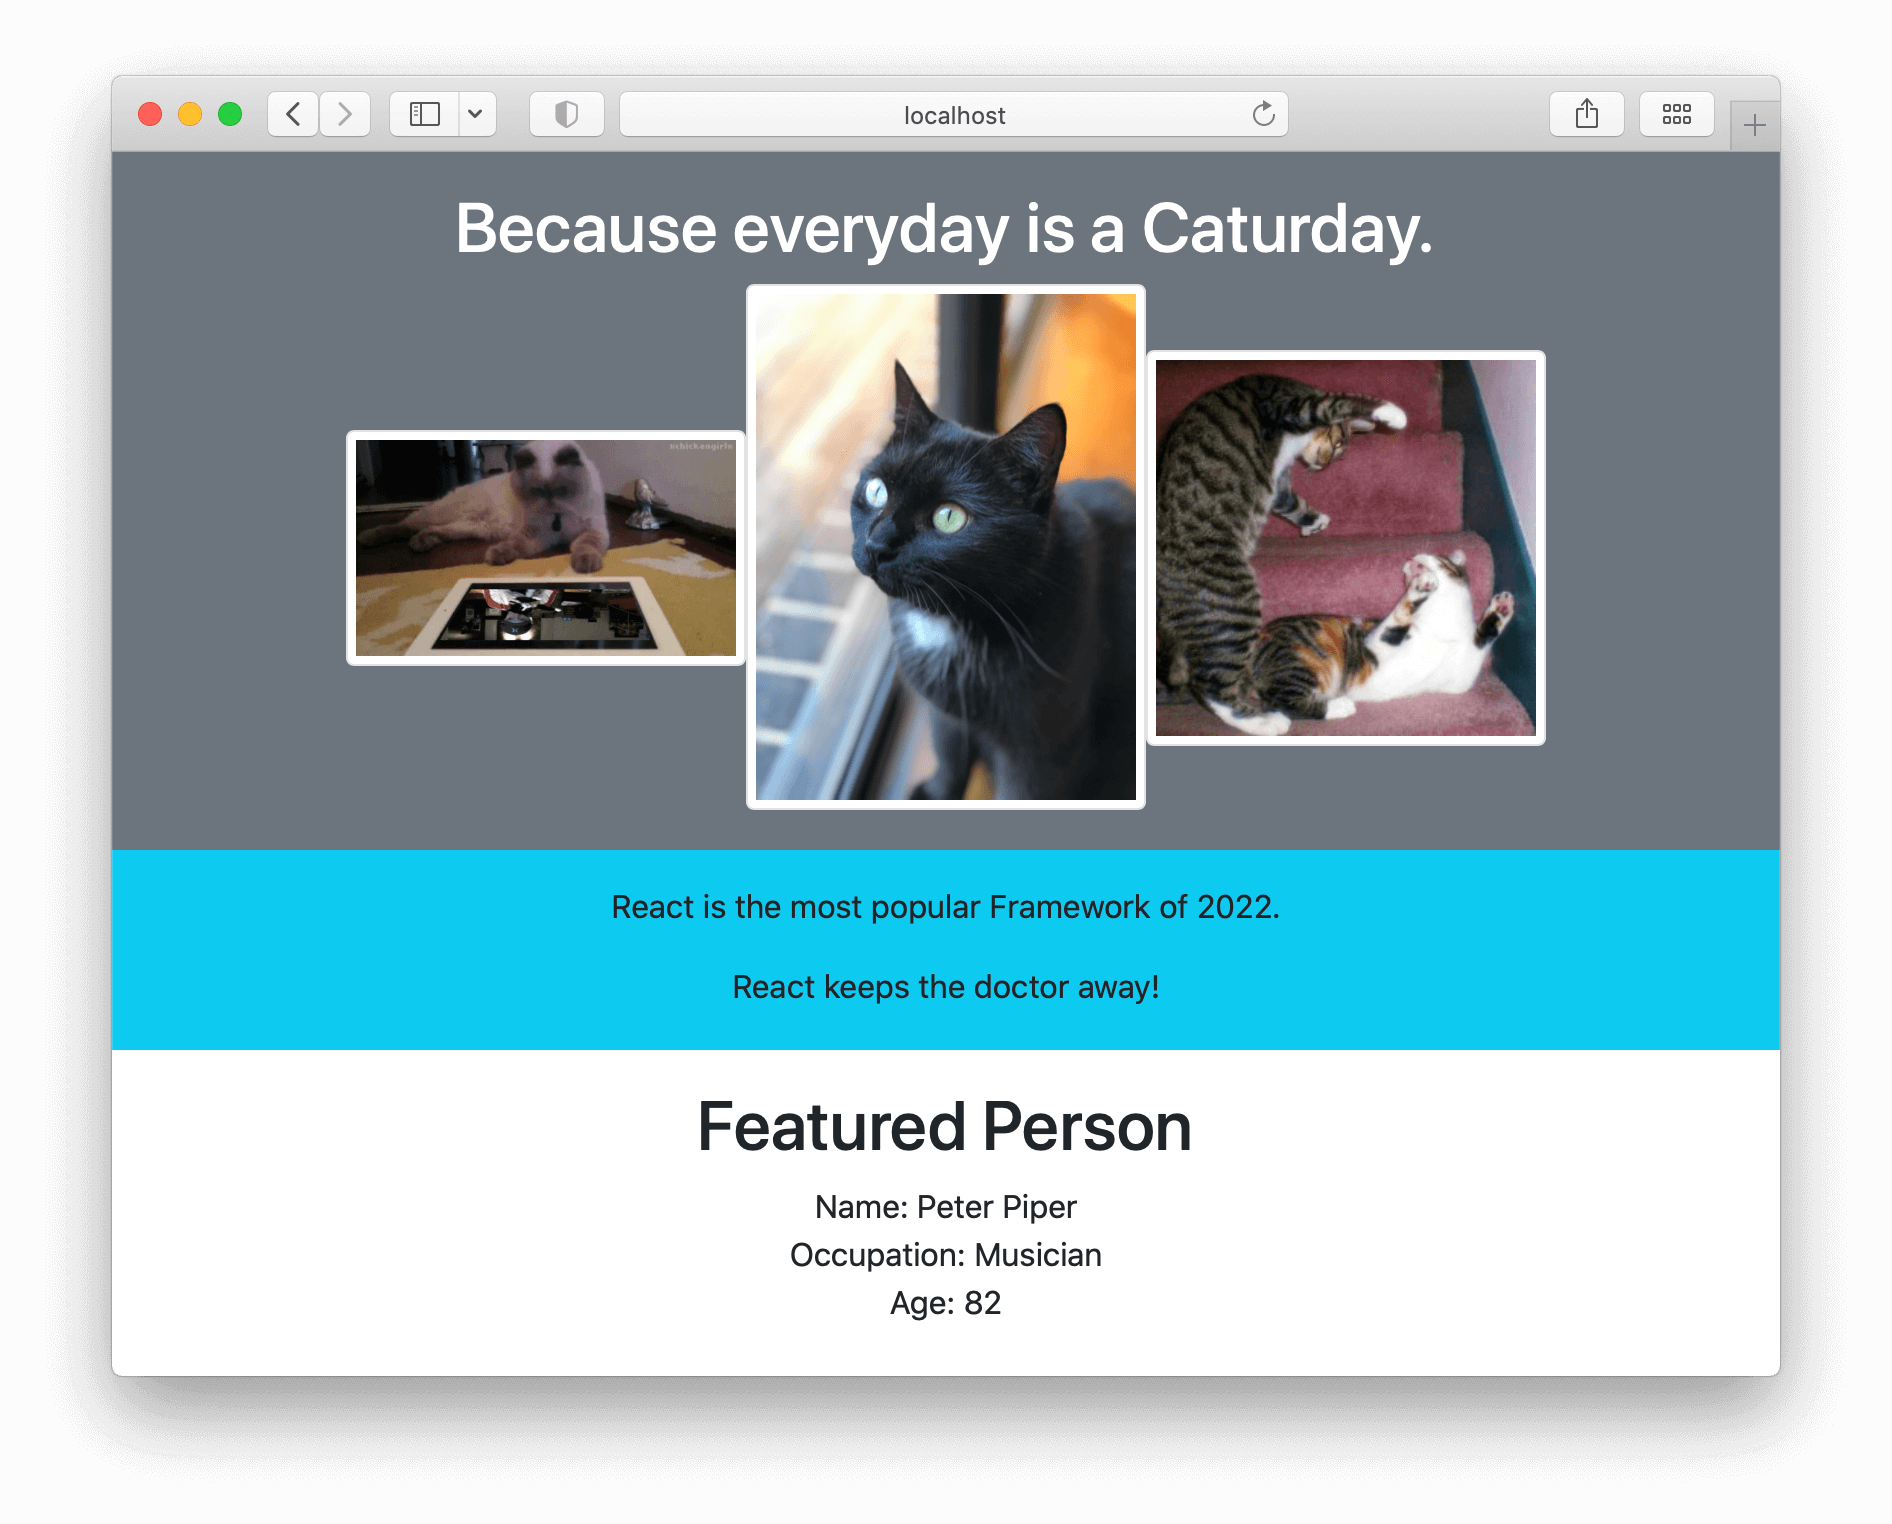 localhost
Because everyday is a Caturday.
React is the most popular Framework of 2022.
React keeps the doctor away!
Featured Person
Name: Peter Piper
Occupation: Musician
Age: 82